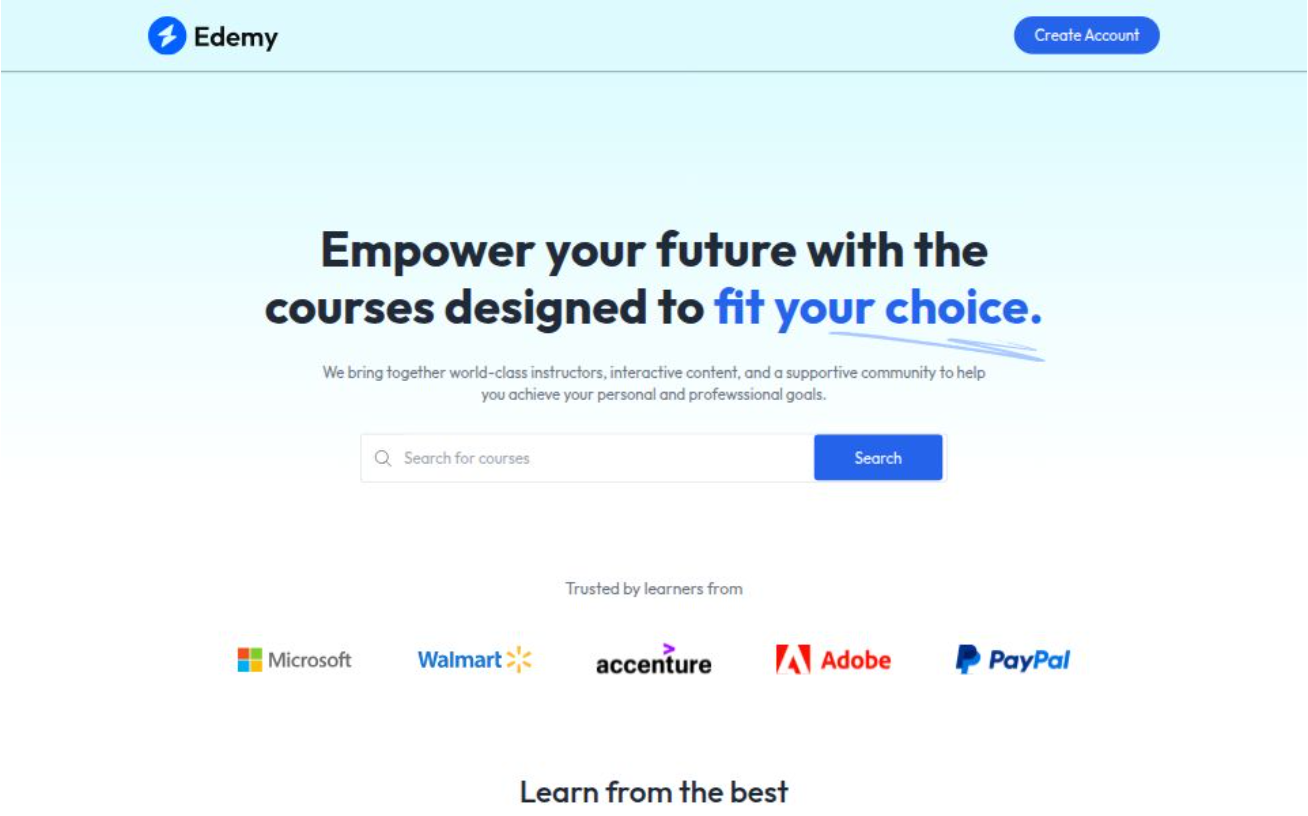 Edemy
Create Account
Empower your future with the
courses designed to fit your choice.
We bring together world-class instructors, interactive content, and a supportive community to help
you achieve your personal and profewssional goals.
Search for courses
Search
Trusted by learners from
Microsoft
Walmart
accenture
Adobe
PayPal
Learn from the best